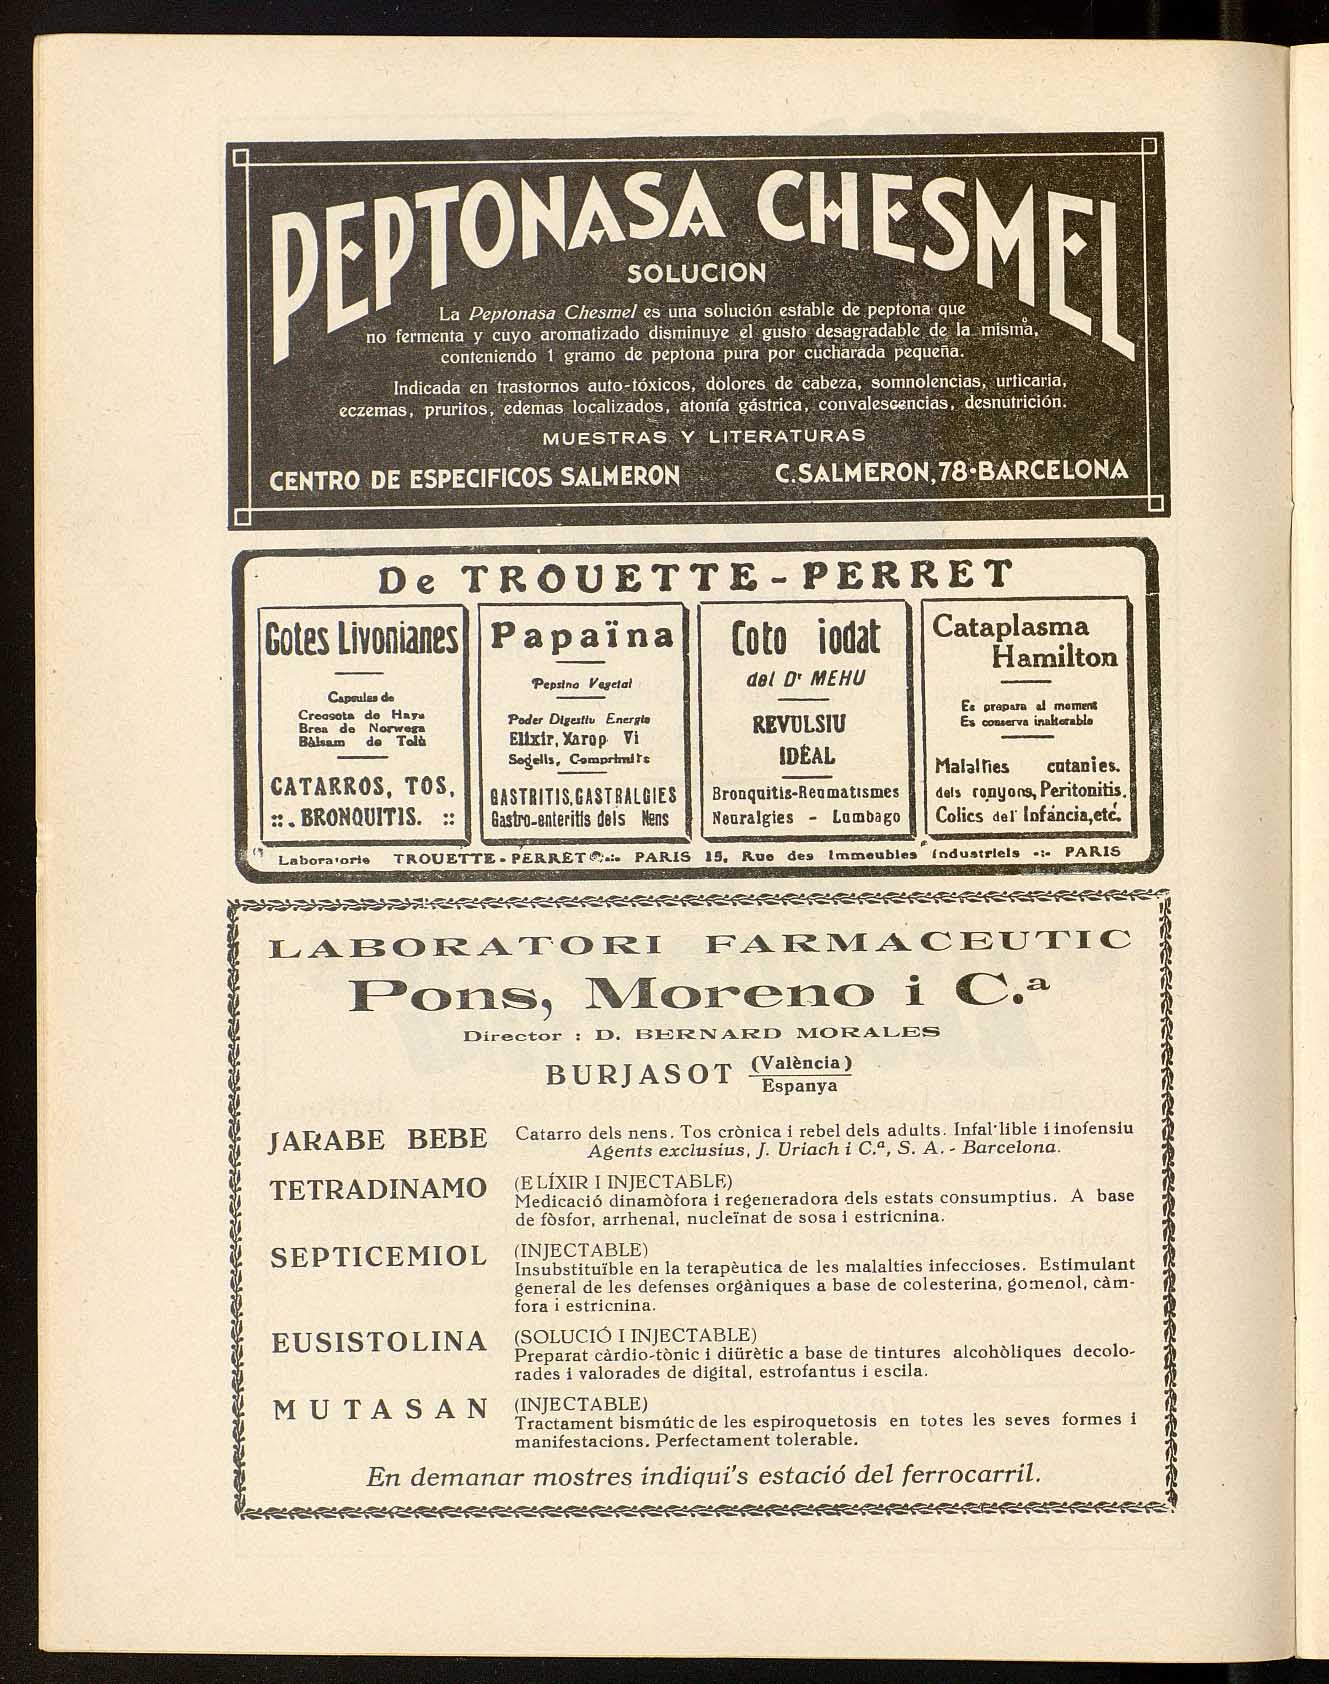 PEPTONASA CHESMEL
SOLUCION
La Peptonasa Chesmel es una solución estable de peptona que
no fermenta y cuyo aromatizado disminuye el gusto desagradable de la misma,
conteniendo 1 gramo de peptona pura por cucharada pequeña.
Indicada en trastornos auto-tóxicos, dolores de cabeza, somnolencias, urticaria,
eczemas, pruritos, edemas localizados, atonía gástrica, convalescencias, desnutrición.
MUESTRAS Y LITERATURAS
CENTRO DE ESPECIFICOS SALMERON C. SALMERON, 78-BARCELONA
De TROUETTE-PERRET
Gotes Livonianes
Capsules de
Creosota de Haya
Brea de Norwega
Bàlsam de Tolù
CATARROS, TOS,
:: . BRONQUITIS. ::
Papaïna
Pepsina Vegetal
Poder Digestiu Energic
Elixir, Xarop Vi
Segells, Comprimits
GASTRITIS, GASTRALGIES
Gastro-enteritis dels Nens
Coto iodat
del Dr MEHU
REVULSIU
IDÉAL
Bronquitis-Reumatismes
Neuralgies - Lumbago
Cataplasma
Hamilton
Es prepara al moment
Es conserva inalterable
Malalties cutanies.
dels ronyons, Peritonitis.
Colics del' Infáncia, etc.
Laboratorie TROUETTE-PERRET -:- PARIS 15, Rue des Immeubles Industriels -:- PARIS
LABORATORI FARMACEUTIC
Pons, Moreno i C.ª
Director : D. BERNARD MORALES
BURJASOT (València)
Espanya
JARABE BEBE Catarro dels nens. Tos crònica i rebel dels adults. Infal·lible i inofensiu
Agents exclusius, J. Uriach i C.ª, S. A. - Barcelona.
TETRADINAMO (ELÍXIR I INJECTABLE)
Medicació dinamòfora i regeneradora dels estats consumptius. A base
de fòsfor, arrhenal, nucleïnat de sosa i estricnina.
SEPTICEMIOL (INJECTABLE)
Insubstituïble en la terapèutica de les malalties infeccioses. Estimulant
general de les defenses orgàniques a base de colesterina, gomenol, càm-
fora i estricnina.
EUSISTOLINA (SOLUCIÓ I INJECTABLE)
Preparat càrdio-tònic i diürètic a base de tintures alcohòliques decolo-
rades i valorades de digital, estrofantus i escila.
MUTASAN (INJECTABLE)
Tractament bismútic de les espiroquetosis en totes les seves formes i
manifestacions. Perfectament tolerable.
En demanar mostres indiqui's estació del ferrocarril.